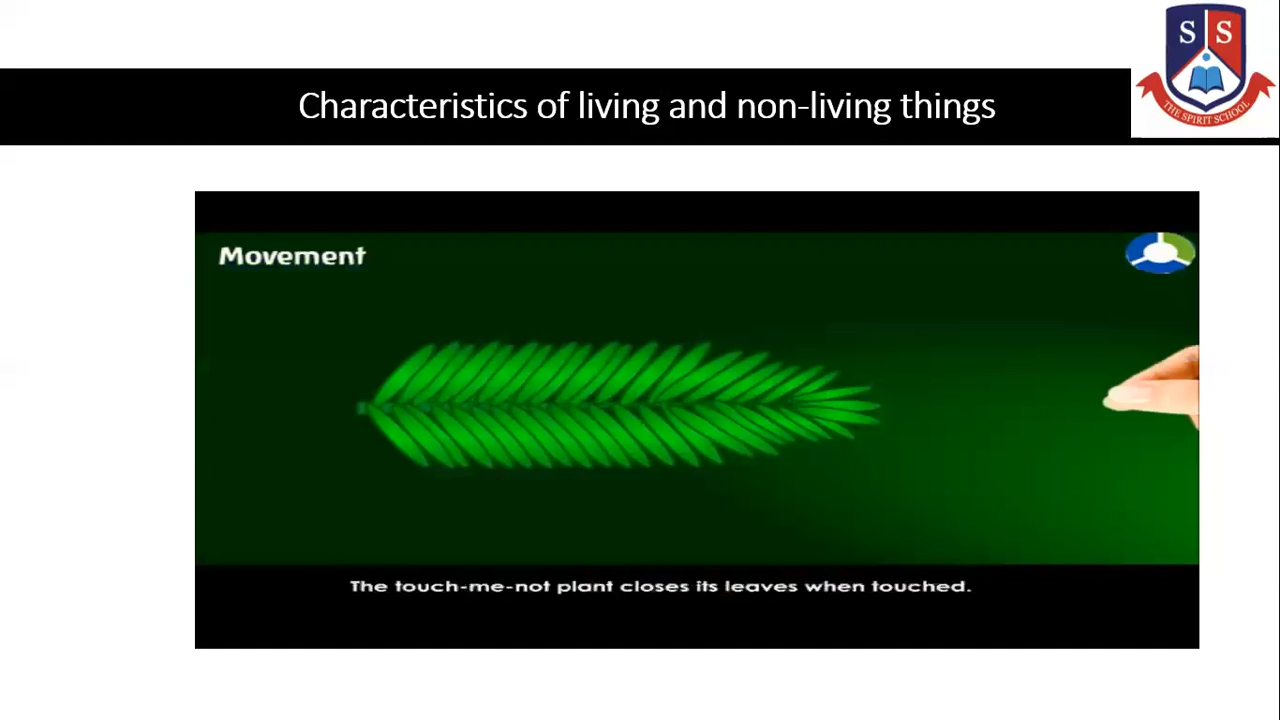 S S
Characteristics of living and non-living things
THE SPIRIT SCHOOL
Movement
The touch-me-not plant closes its leaves when touched.